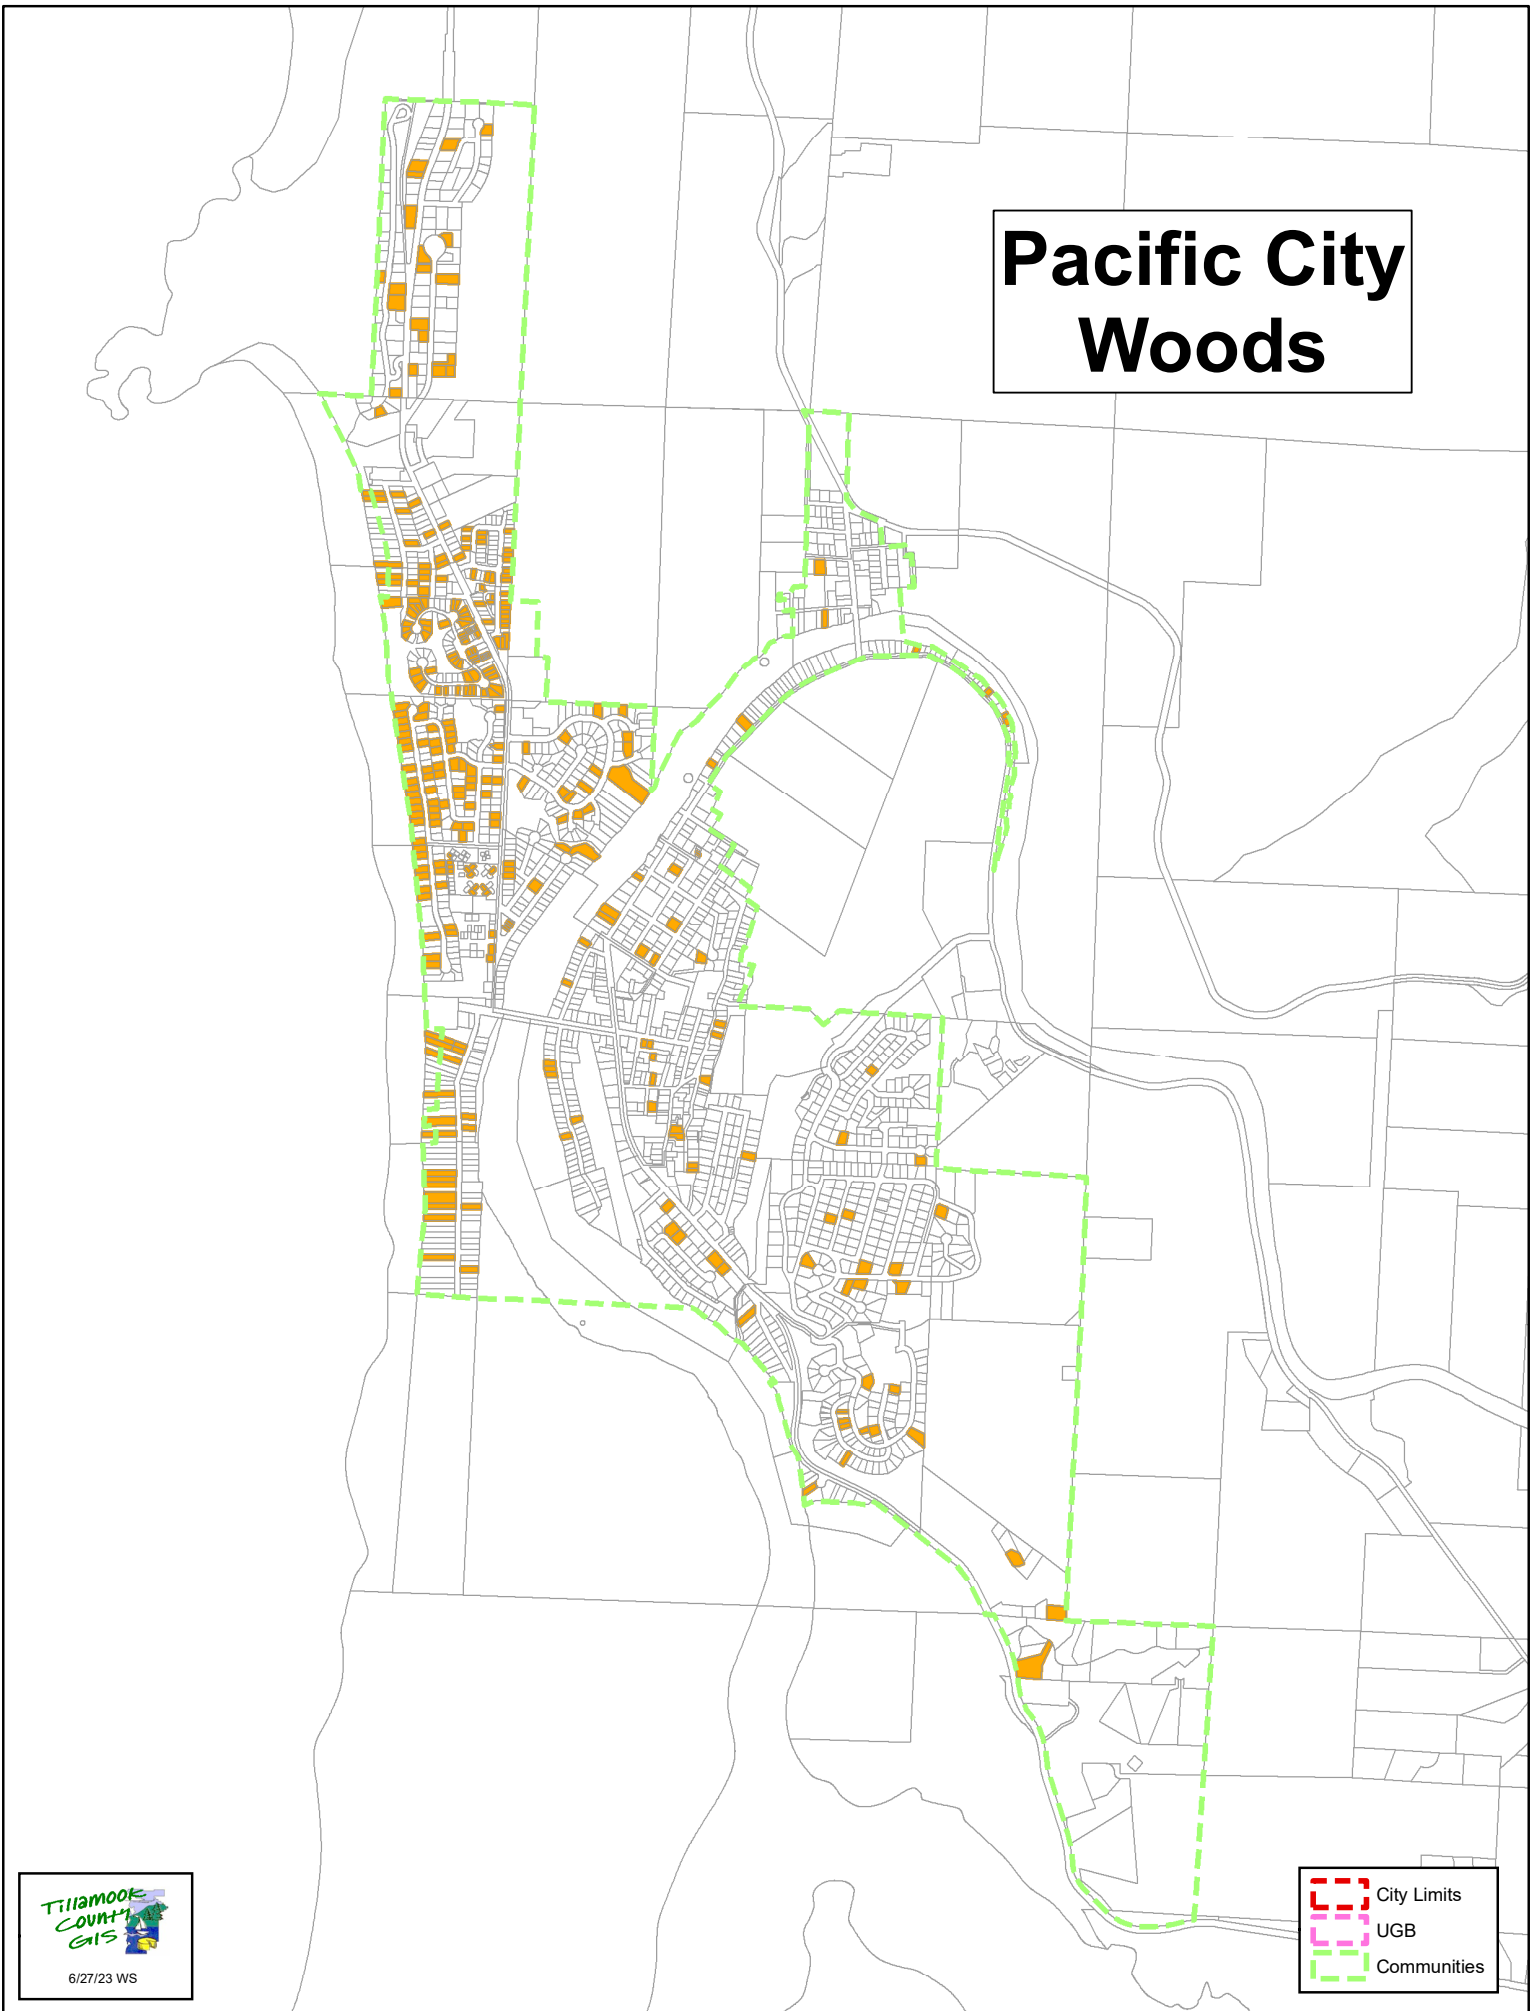 Pacific City
Woods
Tillamook
County
GIS
6/27/23 WS
City Limits
UGB
Communities